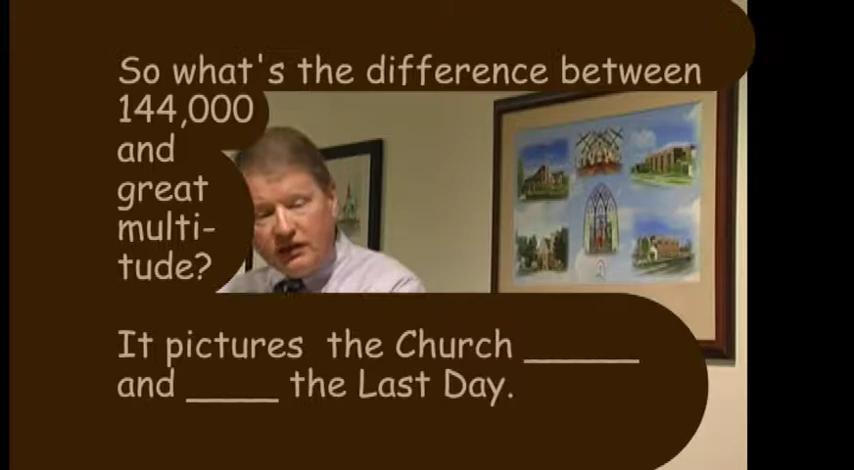 So what's the difference between
144,000
and
great
multi-
tude?
It pictures the Church ______
and _____ the Last Day.